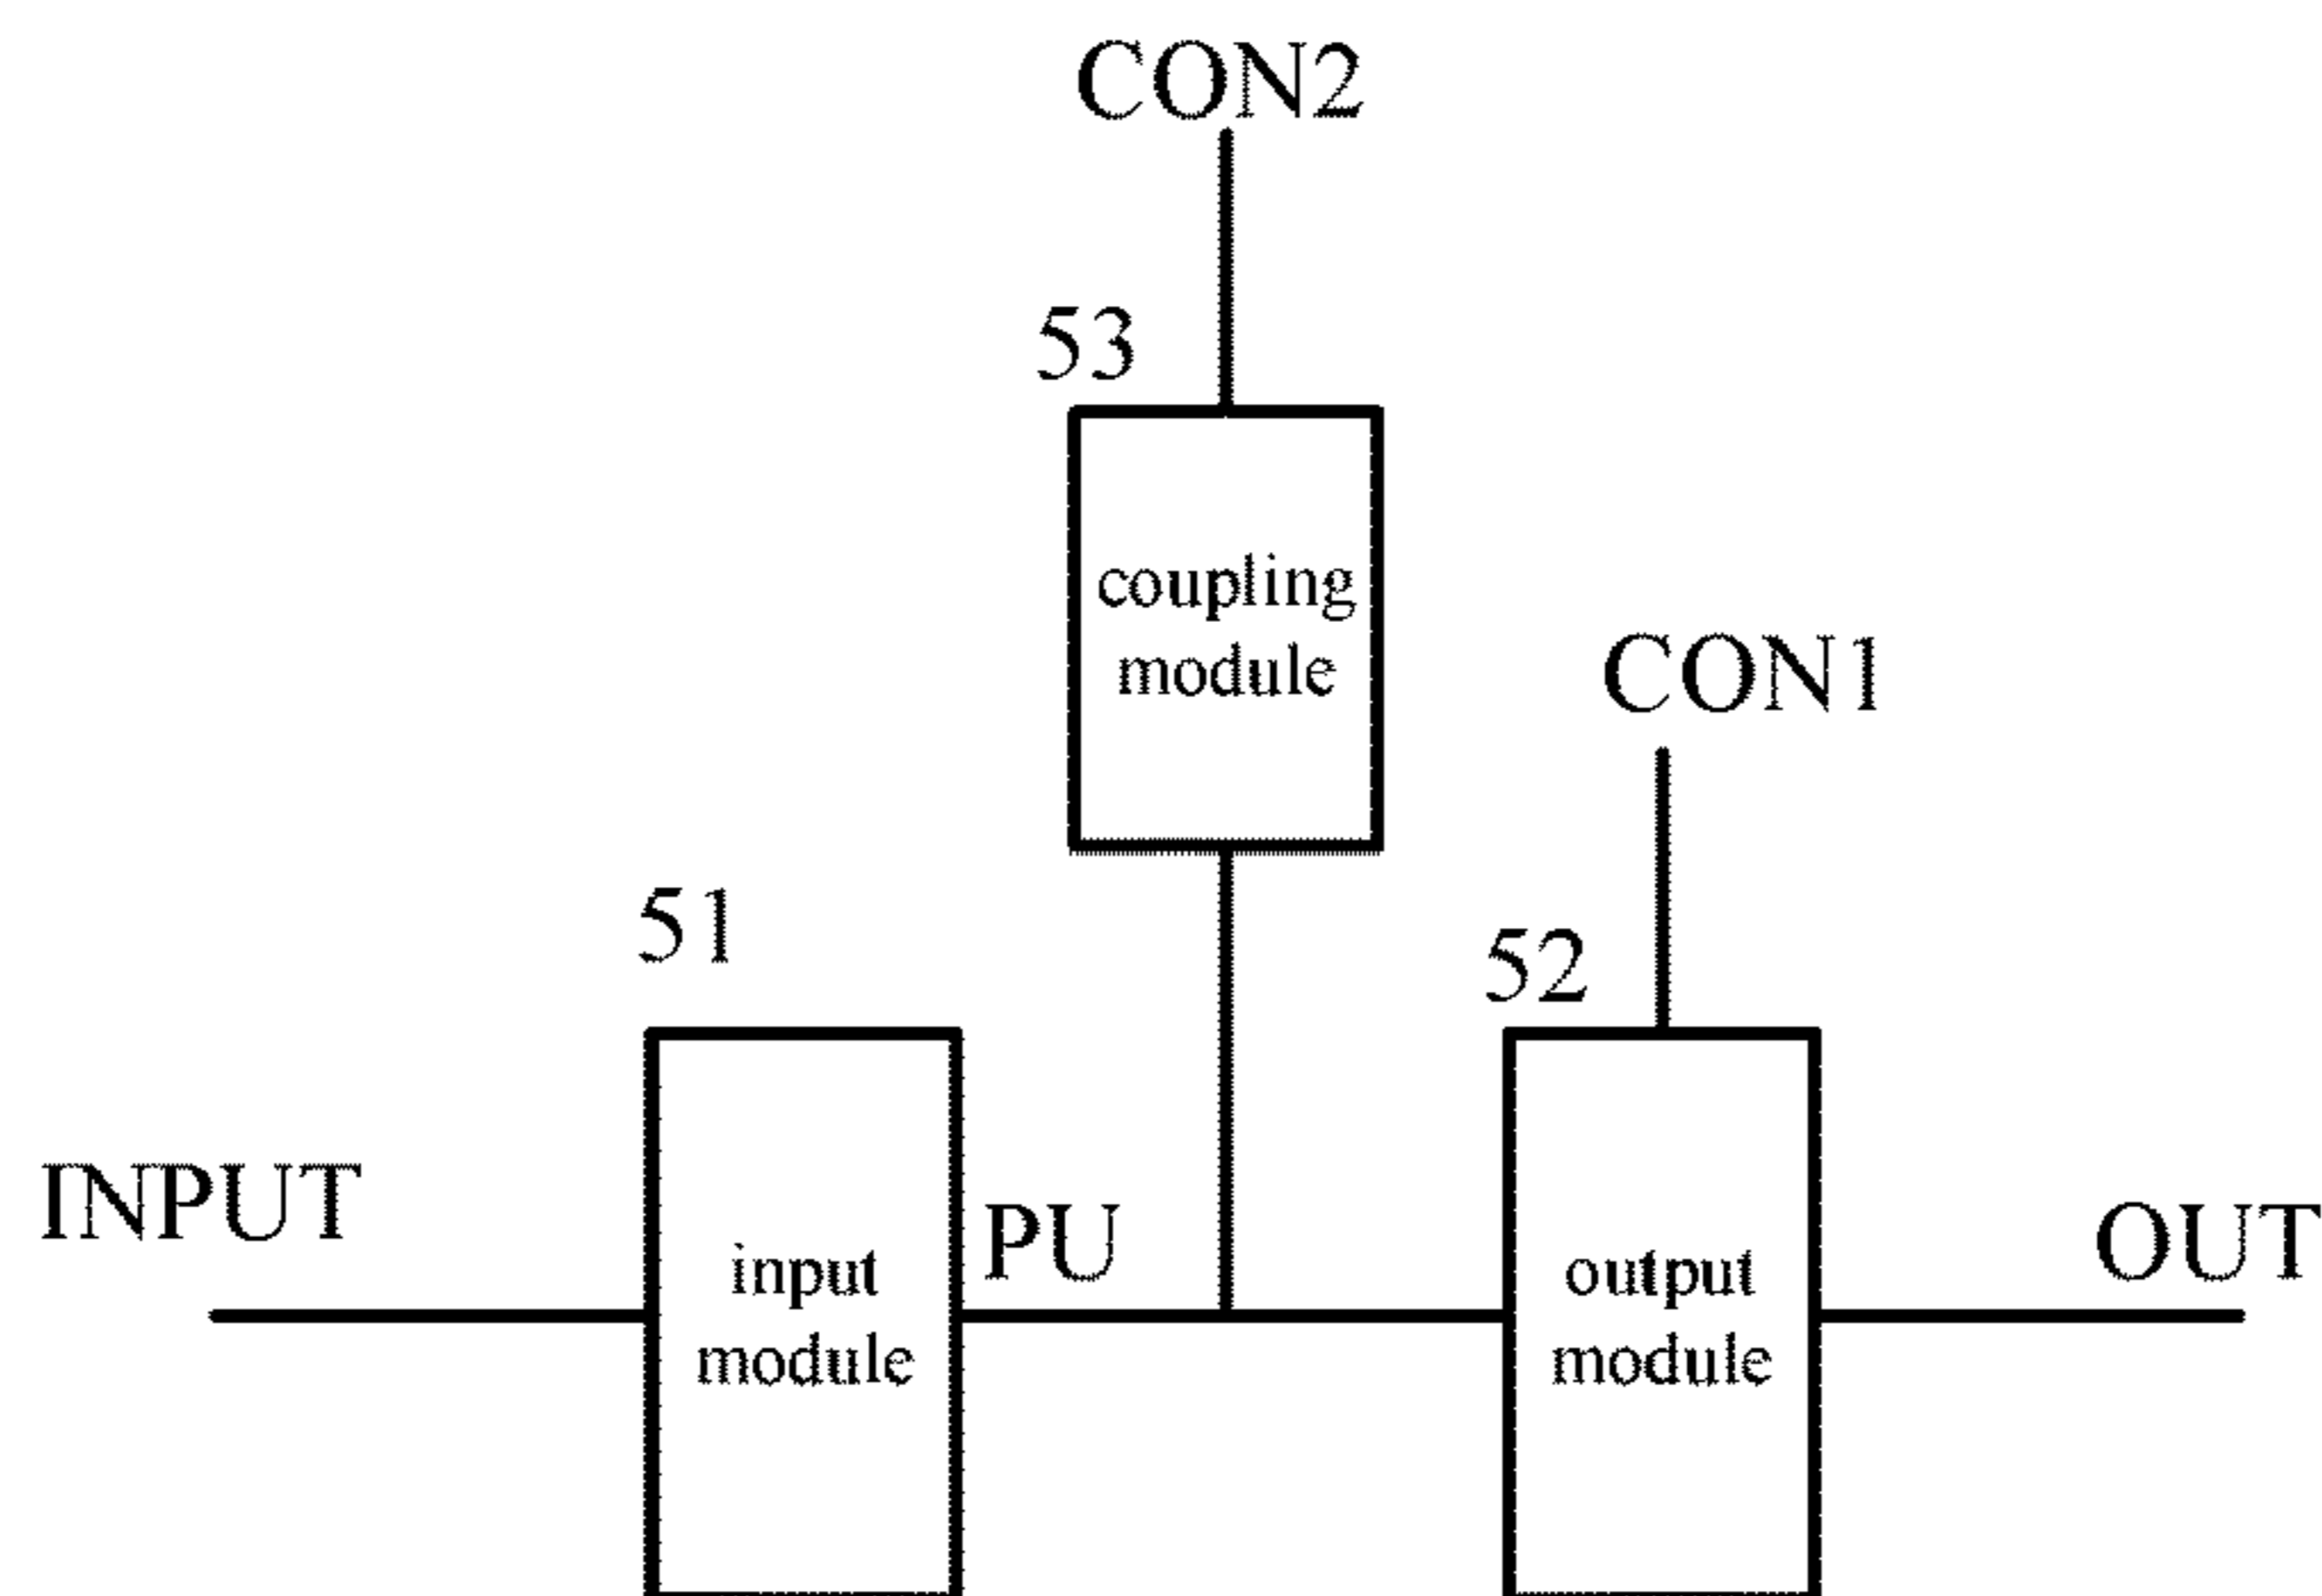 CON2
53
coupling
module
CON1
51
52
INPUT
PU
OUT
input
module
output
module